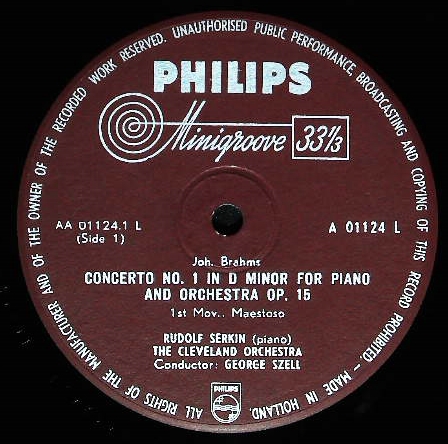 ALL RIGHTS OF THE MANUFACTURER AND OF THE OWNER OF THE RECORDED WORK RESERVED. UNAUTHORISED PUBLIC PERFORMANCE, BROADCASTING AND COPYING OF THIS RECORD PROHIBITED. – MADE IN HOLLAND.
PHILIPS
Minigroove 33⅓
AA 01124.1 L
(Side 1)
A 01124 L
Joh. Brahms
CONCERTO NO. 1 IN D MINOR FOR PIANO
AND ORCHESTRA OP. 15
1st Mov.. Maestoso
RUDOLF SERKIN (piano)
THE CLEVELAND ORCHESTRA
Conductor: GEORGE SZELL
PHILIPS